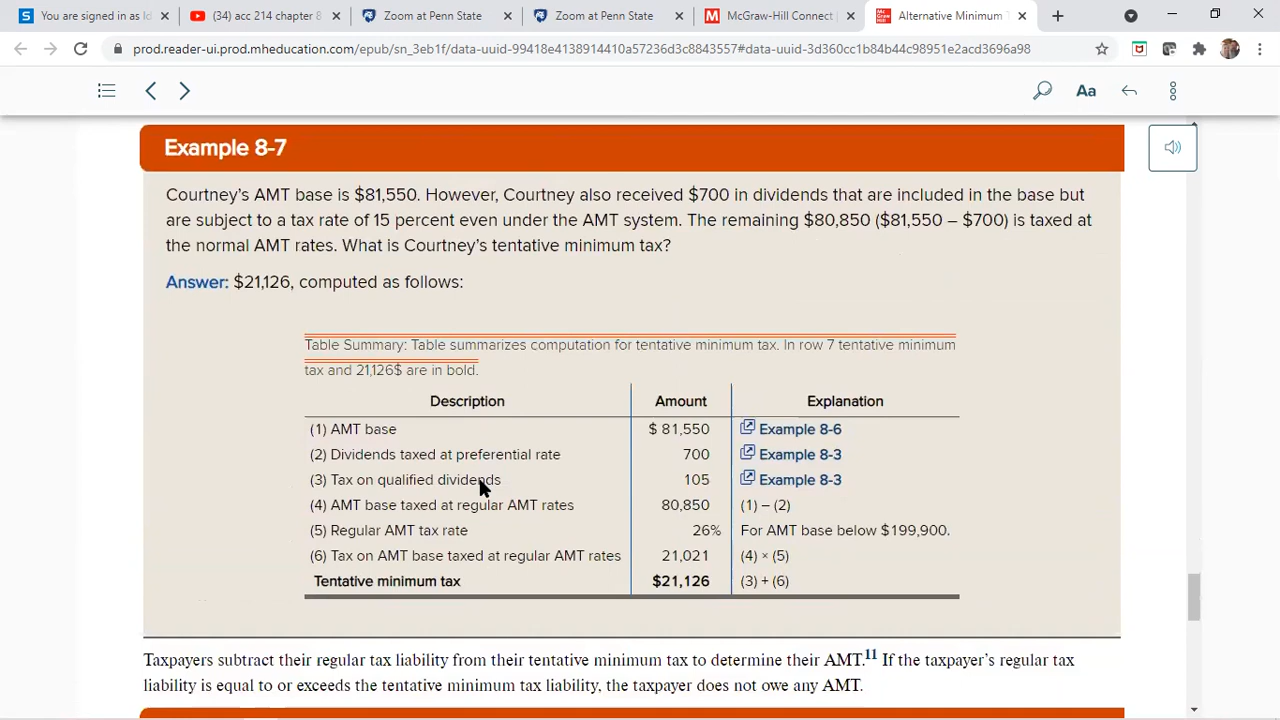 You are signed in as Id
(34) acc 214 chapter 8
Zoom at Penn State
Zoom at Penn State
McGraw-Hill Connect
Alternative Minimum T
prod.reader-ui.prod.mheducation.com/epub/sn_3eb1f/data-uuid-99418e4138914410a57236d3c8843557#data-uuid-3d360cc1b84b44c98951e2acd3696a98
Aa
Example 8-7
Courtney's AMT base is $81,550. However, Courtney also received $700 in dividends that are included in the base but
are subject to a tax rate of 15 percent even under the AMT system. The remaining $80,850 ($81,550 – $700) is taxed at
the normal AMT rates. What is Courtney's tentative minimum tax?
Answer: $21,126, computed as follows:
Table Summary: Table summarizes computation for tentative minimum tax. In row 7 tentative minimum
tax and 21,126$ are in bold.
Description Amount Explanation
(1) AMT base $ 81,550 Example 8-6
(2) Dividends taxed at preferential rate 700 Example 8-3
(3) Tax on qualified dividends 105 Example 8-3
(4) AMT base taxed at regular AMT rates 80,850 (1) – (2)
(5) Regular AMT tax rate 26% For AMT base below $199,900.
(6) Tax on AMT base taxed at regular AMT rates 21,021 (4) × (5)
Tentative minimum tax $21,126 (3) + (6)
Taxpayers subtract their regular tax liability from their tentative minimum tax to determine their AMT.11 If the taxpayer's regular tax
liability is equal to or exceeds the tentative minimum tax liability, the taxpayer does not owe any AMT.